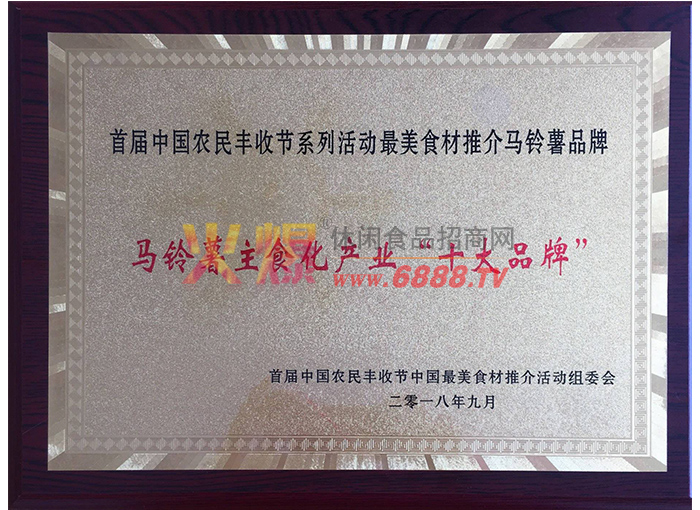 首届中国农民丰收节系列活动最美食材推介马铃薯品牌
火爆 休闲食品招商网
马铃薯主食化产业“十大品牌”
www.6888.TV
首届中国农民丰收节中国最美食材推介活动组委会
二零一八年九月